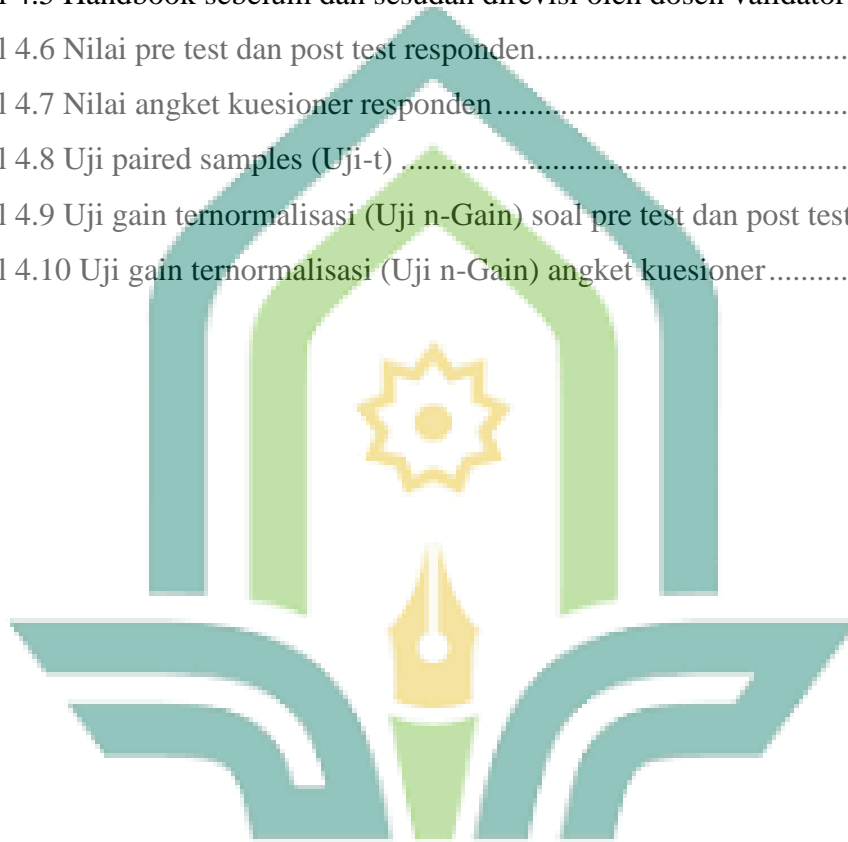 l 4.5 Handbook sebelum dan sesudah direvisi oleh dosen validator
l 4.6 Nilai pre test dan post test responden....................................
l 4.7 Nilai angket kuesioner responden..........................................
l 4.8 Uji paired samples (Uji-t) .....................................................
l 4.9 Uji gain ternormalisasi (Uji n-Gain) soal pre test dan post test
l 4.10 Uji gain ternormalisasi (Uji n-Gain) angket kuesioner..........